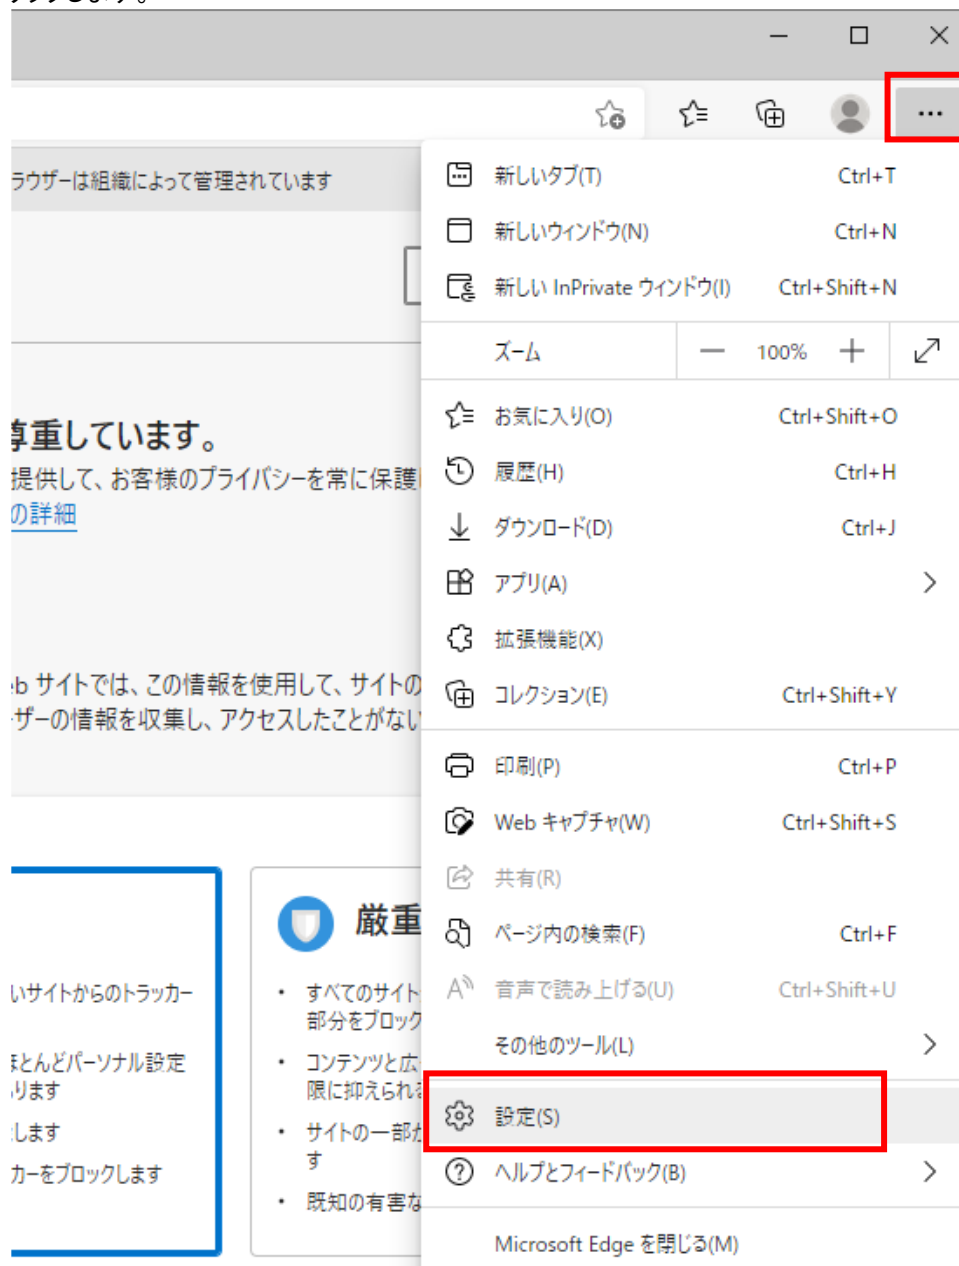 クします。
ラウザーは組織によって管理されています
新しいタブ(T) Ctrl+T
新しいウィンドウ(N) Ctrl+N
新しい InPrivate ウィンドウ(I) Ctrl+Shift+N
ズーム — 100% +
尊重しています。
提供して、お客様のプライバシーを常に保護
の詳細
お気に入り(O) Ctrl+Shift+O
履歴(H) Ctrl+H
ダウンロード(D) Ctrl+J
アプリ(A)
拡張機能(X)
コレクション(E) Ctrl+Shift+Y
eb サイトでは、この情報を使用して、サイトの
ーザーの情報を収集し、アクセスしたことがない
印刷(P) Ctrl+P
Web キャプチャ(W) Ctrl+Shift+S
共有(R)
ページ内の検索(F) Ctrl+F
音声で読み上げる(U) Ctrl+Shift+U
その他のツール(L)
設定(S)
ヘルプとフィードバック(B)
Microsoft Edge を閉じる(M)
いサイトからのトラッカー
ほとんどパーソナル設定
ります
します
カーをブロックします
厳重
• すべてのサイト
部分をブロック
• コンテンツと広
限に抑えられ
• サイトの一部が
す
• 既知の有害な